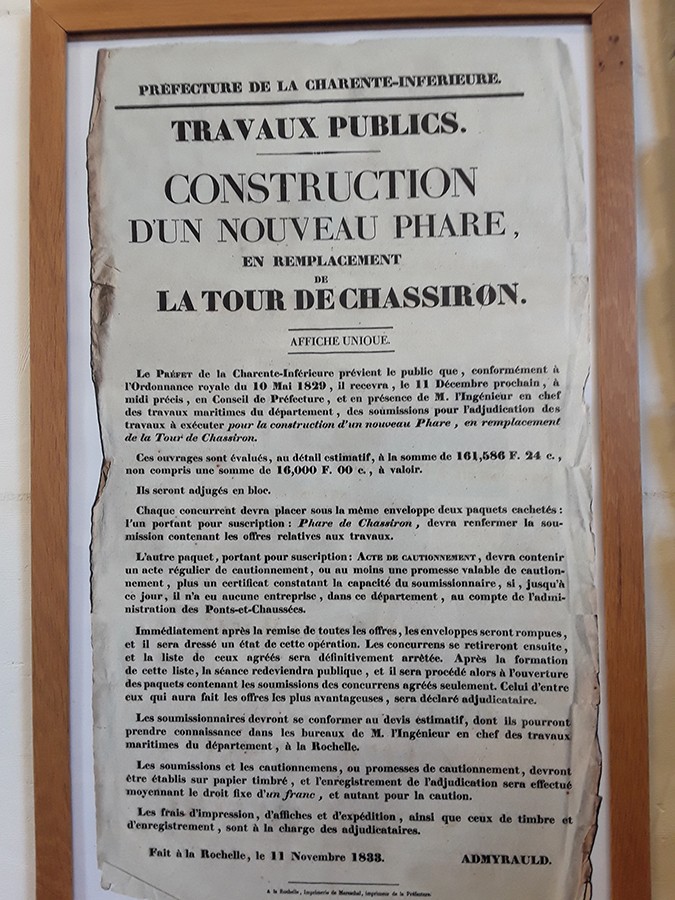 PRÉFECTURE DE LA CHARENTE-INFERIEURE.
TRAVAUX PUBLICS.
CONSTRUCTION
D'UN NOUVEAU PHARE,
EN REMPLACEMENT
DE
LA TOUR DE CHASSIRØN.
AFFICHE UNIQUE.
Le Préfet de la Charente-Inférieure prévient le public que, conformément à
l'Ordonnance royale du 10 Mai 1829, il recevra, le 11 Décembre prochain, à
midi précis, en Conseil de Préfecture, et en présence de M. l'Ingénieur en chef
des travaux maritimes du département, des soumissions pour l'adjudication des
travaux à exécuter pour la construction d'un nouveau Phare, en remplacement
de la Tour de Chassiron.
Ces ouvrages sont évalués, au détail estimatif, à la somme de 161,586 F. 24 c.,
non compris une somme de 16,000 F. 00 c., à valoir.
Ils seront adjugés en bloc.
Chaque concurrent devra placer sous la même enveloppe deux paquets cachetés:
l'un portant pour suscription: Phare de Chassiron, devra renfermer la sou-
mission contenant les offres relatives aux travaux.
L'autre paquet, portant pour suscription: Acte de cautionnement, devra contenir
un acte régulier de cautionnement, ou au moins une promesse valable de caution-
nement, plus un certificat constatant la capacité du soumissionnaire, si, jusqu'à
ce jour, il n'a eu aucune entreprise, dans ce département, au compte de l'admi-
nistration des Ponts-et-Chaussées.
Immédiatement après la remise de toutes les offres, les enveloppes seront rompues,
et il sera dressé un état de cette opération. Les concurrens se retireront ensuite,
et la liste de ceux agréés sera définitivement arrêtée. Après la formation
de cette liste, la séance redeviendra publique, et il sera procédé alors à l'ouverture
des paquets contenant les soumissions des concurrens agréés seulement. Celui d'entre
eux qui aura fait les offres les plus avantageuses, sera déclaré adjudicataire.
Les soumissionnaires devront se conformer au devis éstimatif, dont ils pourront
prendre connaissance dans les bureaux de M. l'Ingénieur en chef des travaux
maritimes du département, à la Rochelle.
Les soumissions et les cautionnemens, ou promesses de cautionnement, devront
être établis sur papier timbré, et l'enregistrement de l'adjudication sera effectué
moyennant le droit fixe d'un franc, et autant pour la caution.
Les frais d'impression, d'affiches et d'expédition, ainsi que ceux de timbre et
d'enregistrement, sont à la charge des adjudicataires.
Fait à la Rochelle, le 11 Novembre 1833. ADMYRAULD.
A la Rochelle, Imprimerie de Mareschal, imprimeur de la Préfecture.